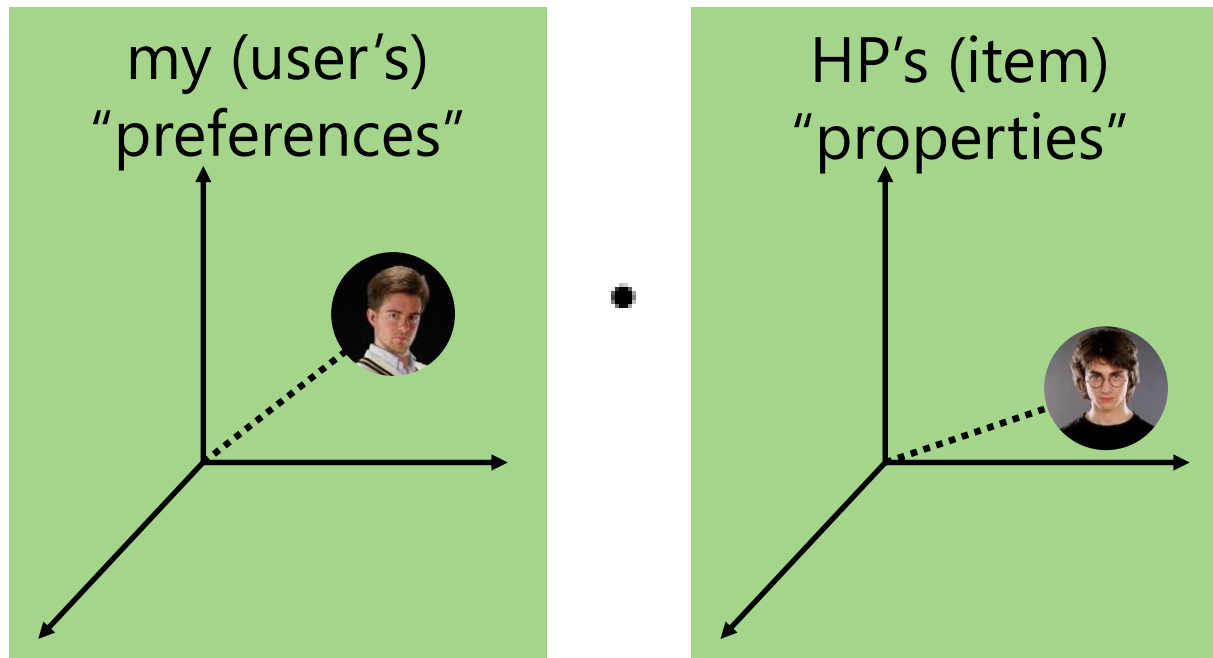 my (user’s)
“preferences”
HP’s (item)
“properties”